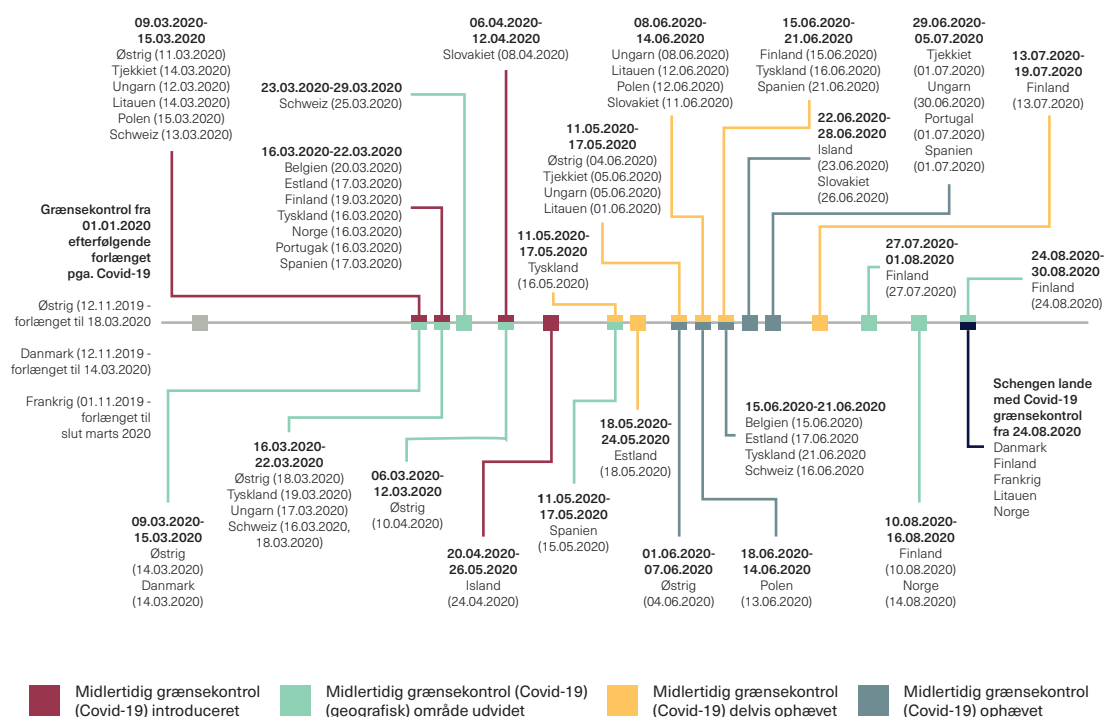 09.03.2020-
15.03.2020
Østrig (11.03.2020)
Tjekkiet (14.03.2020)
Ungarn (12.03.2020)
Litauen (14.03.2020)
Polen (15.03.2020)
Schweiz (13.03.2020)
23.03.2020-29.03.2020
Schweiz (25.03.2020)
16.03.2020-22.03.2020
Belgien (20.03.2020)
Estland (17.03.2020)
Finland (19.03.2020)
Tyskland (16.03.2020)
Norge (16.03.2020)
Portugak (16.03.2020)
Spanien (17.03.2020)
06.04.2020-
12.04.2020
Slovakiet (08.04.2020)
11.05.2020-
17.05.2020
Tyskland
(16.05.2020)
11.05.2020-
17.05.2020
Østrig (04.06.2020)
Tjekkiet (05.06.2020)
Ungarn (05.06.2020)
Litauen (01.06.2020)
08.06.2020-
14.06.2020
Ungarn (08.06.2020)
Litauen (12.06.2020)
Polen (12.06.2020)
Slovakiet (11.06.2020)
15.06.2020-
21.06.2020
Finland (15.06.2020)
Tyskland (16.06.2020)
Spanien (21.06.2020)
22.06.2020-
28.06.2020
Island
(23.06.2020)
Slovakiet
(26.06.2020)
29.06.2020-
05.07.2020
Tjekkiet
(01.07.2020)
Ungarn
(30.06.2020)
Portugal
(01.07.2020)
Spanien
(01.07.2020)
13.07.2020-
19.07.2020
Finland
(13.07.2020)
27.07.2020-
01.08.2020
Finland
(27.07.2020)
24.08.2020-
30.08.2020
Finland
(24.08.2020)
Grænsekontrol fra
01.01.2020
efterfølgende
forlænget
pga. Covid-19
Østrig (12.11.2019 -
forlænget til 18.03.2020
Danmark (12.11.2019 -
forlænget til 14.03.2020)
Frankrig (01.11.2019 -
forlænget til
slut marts 2020
09.03.2020-
15.03.2020
Østrig
(14.03.2020)
Danmark
(14.03.2020)
16.03.2020-
22.03.2020
Østrig (18.03.2020)
Tyskland (19.03.2020)
Ungarn (17.03.2020)
Schweiz (16.03.2020,
18.03.2020)
06.03.2020-
12.03.2020
Østrig
(10.04.2020)
20.04.2020-
26.05.2020
Island
(24.04.2020)
11.05.2020-
17.05.2020
Spanien
(15.05.2020)
18.05.2020-
24.05.2020
Estland
(18.05.2020)
01.06.2020-
07.06.2020
Østrig
(04.06.2020)
18.06.2020-
14.06.2020
Polen
(13.06.2020)
15.06.2020-21.06.2020
Belgien (15.06.2020)
Estland (17.06.2020
Tyskland (21.06.2020
Schweiz (16.06.2020
10.08.2020-
16.08.2020
Finland
(10.08.2020)
Norge
(14.08.2020)
Schengen lande
med Covid-19
grænsekontrol
fra 24.08.2020
Danmark
Finland
Frankrig
Litauen
Norge
Midlertidig grænsekontrol
(Covid-19) introduceret
Midlertidig grænsekontrol (Covid-19)
(geografisk) område udvidet
Midlertidig grænsekontrol
(Covid-19) delvis ophævet
Midlertidig grænsekontrol
(Covid-19) ophævet